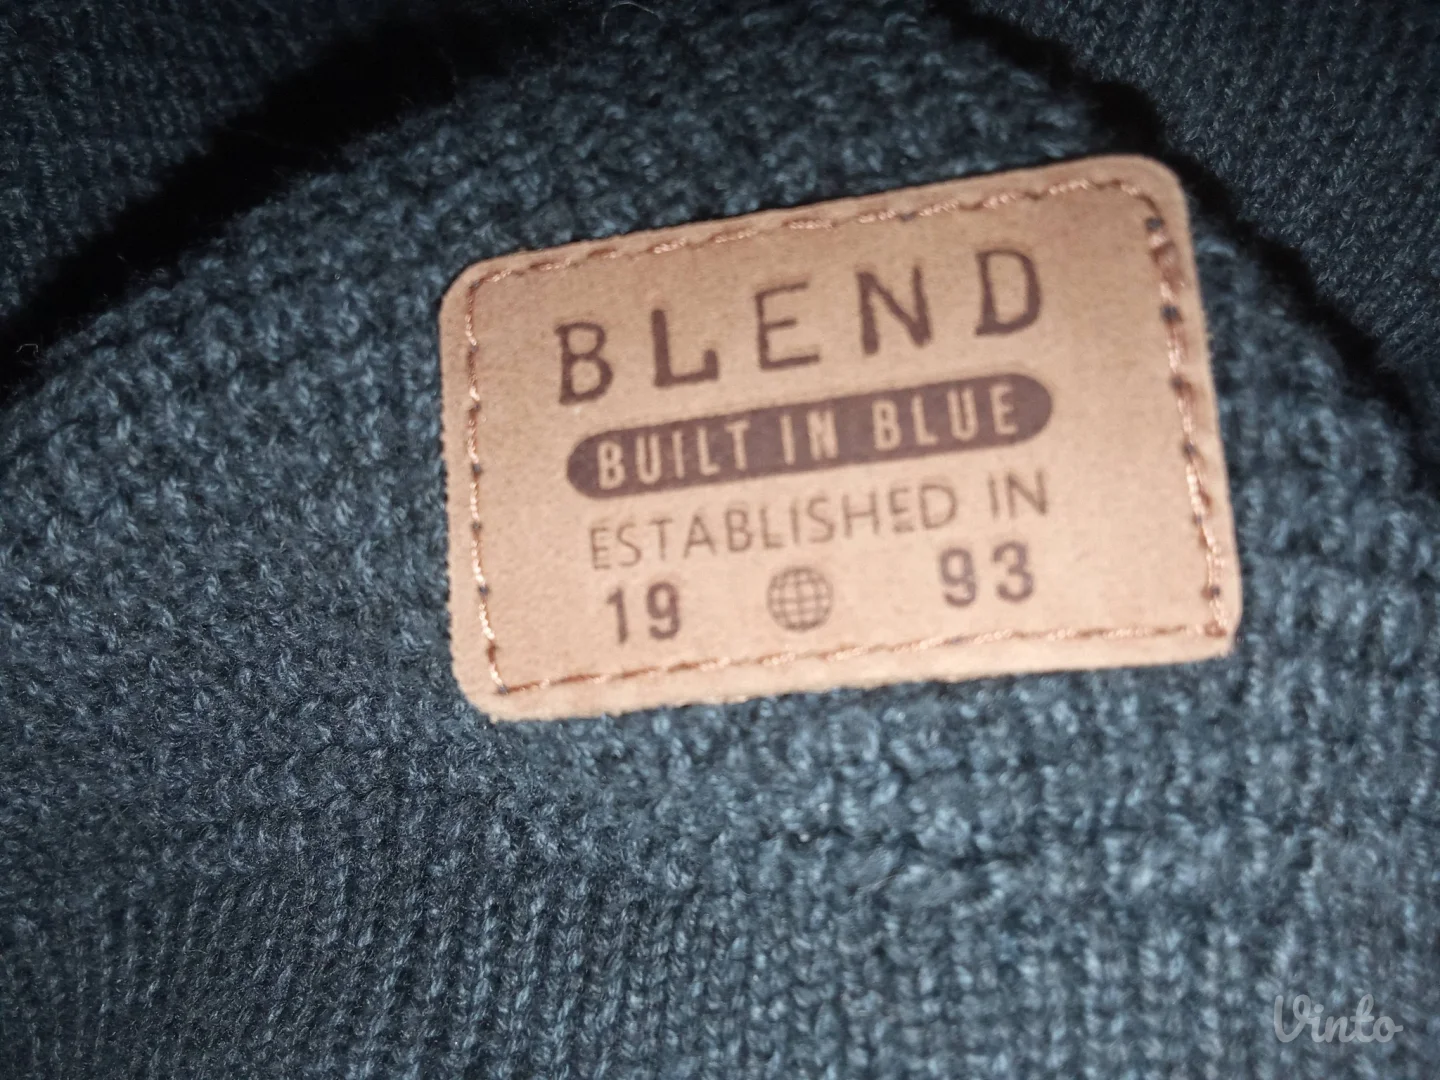 BLEND
BUILT IN BLUE
ESTABLISHED IN
19 93
Vinto